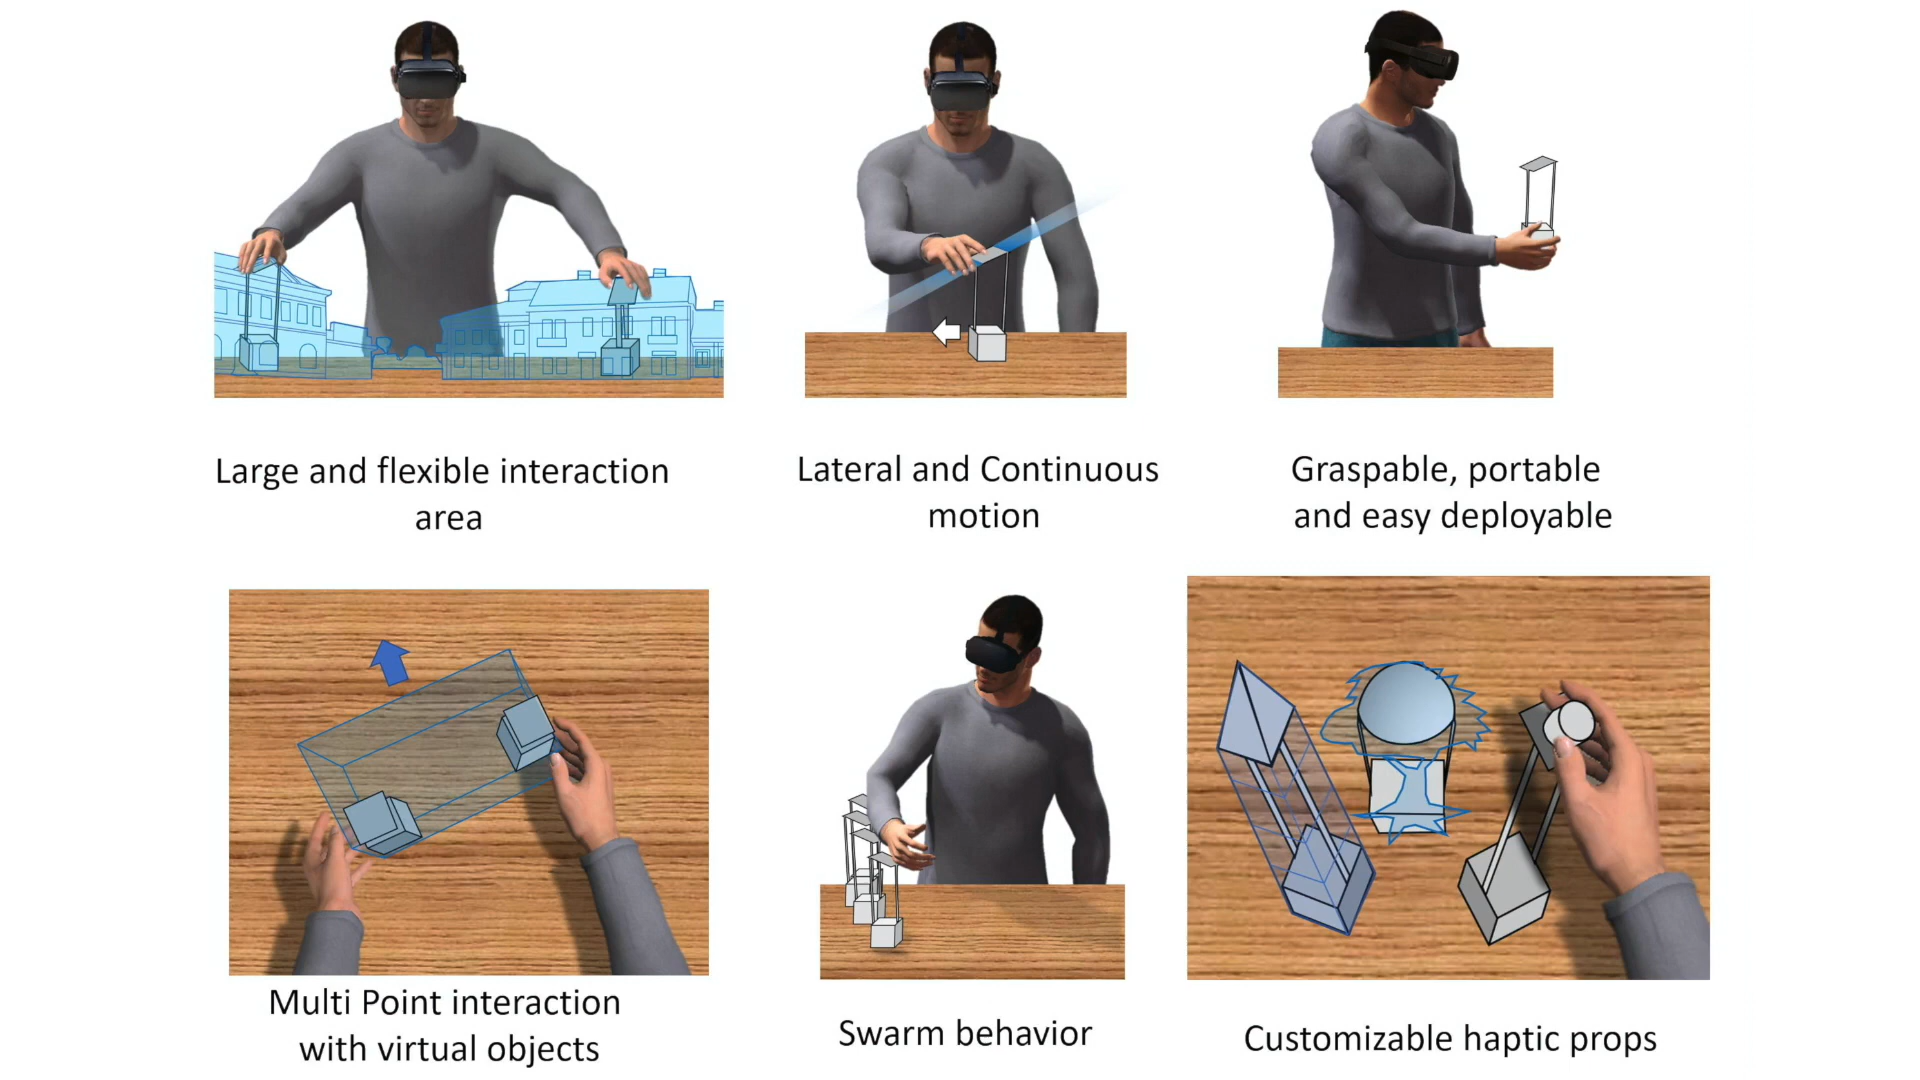 Large and flexible interaction
area
Lateral and Continuous
motion
Graspable, portable
and easy deployable
Multi Point interaction
with virtual objects
Swarm behavior
Customizable haptic props